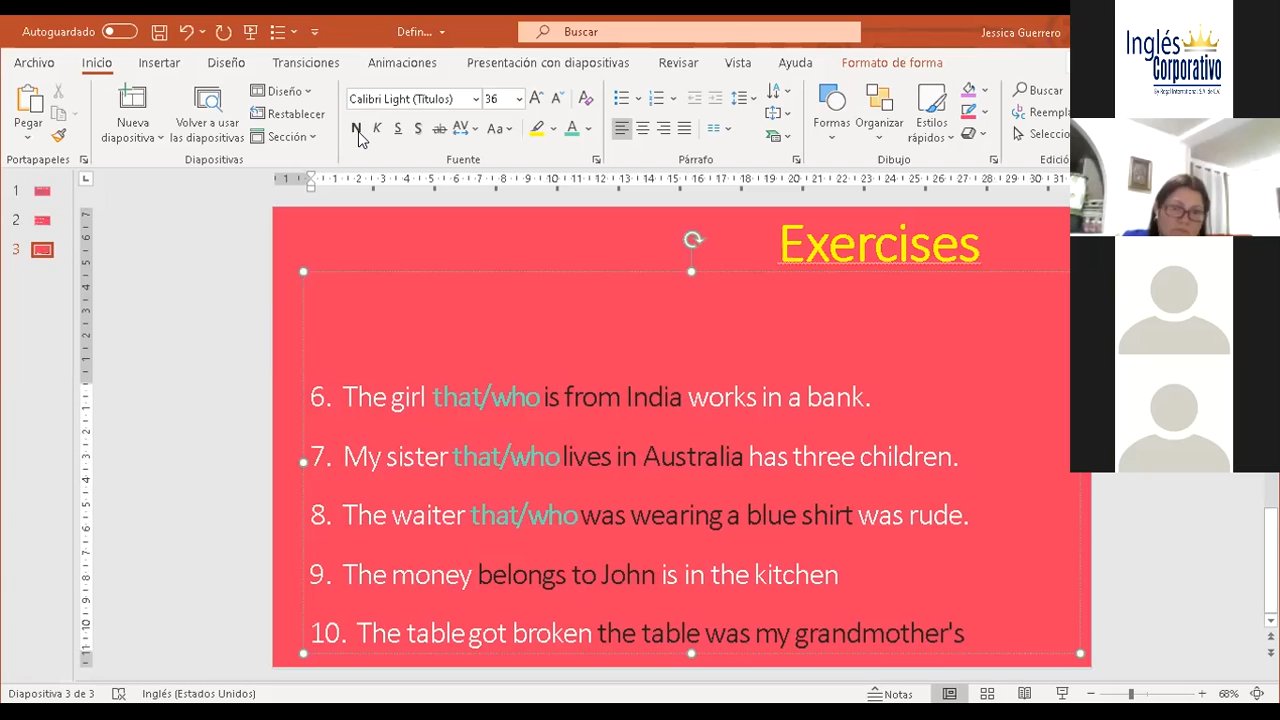 Autoguardado
Defin...
Buscar
Jessica Guerrero
Archivo
Inicio
Insertar
Diseño
Transiciones
Animaciones
Presentación con diapositivas
Revisar
Vista
Ayuda
Formato de forma
Pegar
Nueva diapositiva
Volver a usar las diapositivas
Diseño
Restablecer
Sección
Calibri Light (Títulos)
36
Formas
Organizar
Estilos rápidos
Buscar
Portapapeles
Diapositivas
Fuente
Párrafo
Dibujo
Inglés
Corporativo
1
2
3
Exercises
6. The girl that/who is from India works in a bank.
7. My sister that/who lives in Australia has three children.
8. The waiter that/who was wearing a blue shirt was rude.
9. The money belongs to John is in the kitchen
10. The table got broken the table was my grandmother's
Diapositiva 3 de 3
Inglés (Estados Unidos)
Notas
68%